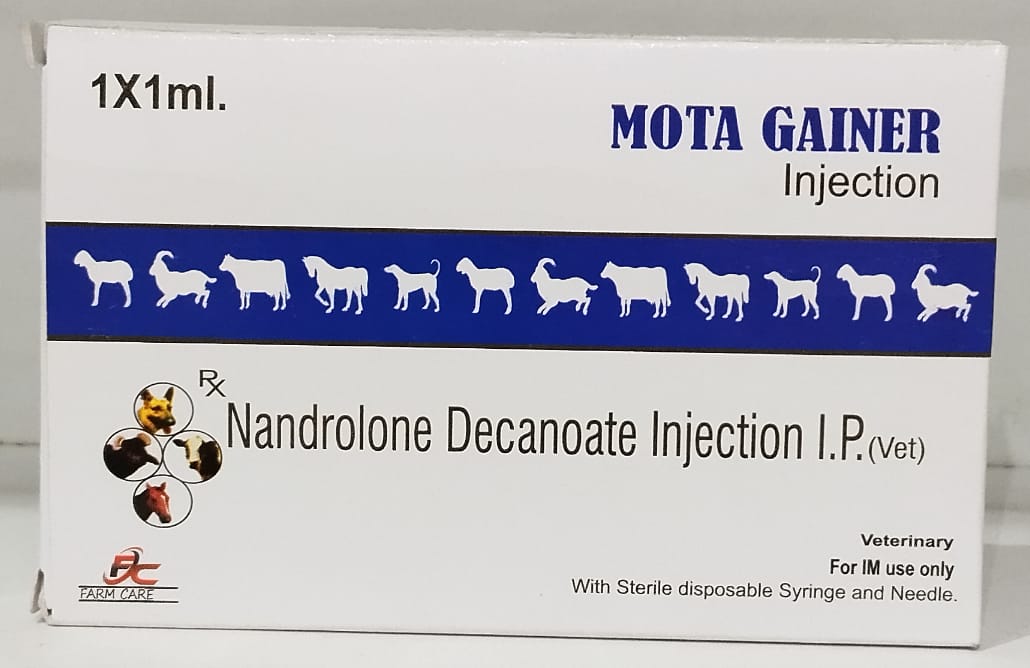 1X1ml.
MOTA GAINER
Injection
Rx
Nandrolone Decanoate Injection I.P.(Vet)
Veterinary
For IM use only
With Sterile disposable Syringe and Needle.
FC
FARM CARE